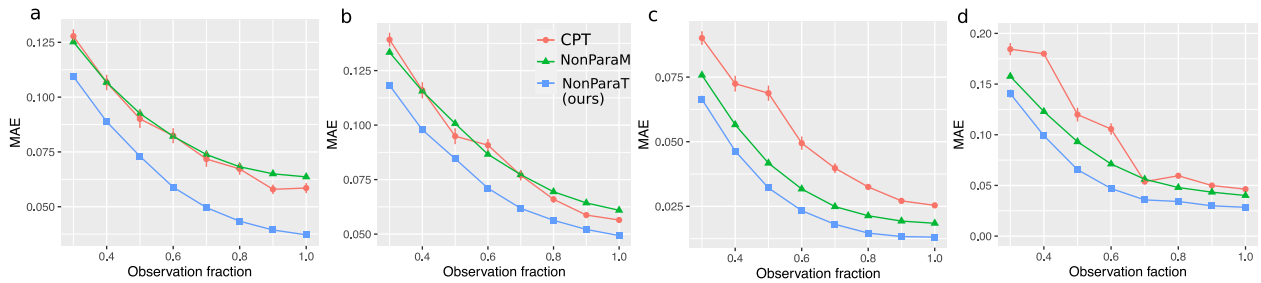 a
0.125
0.100
0.075
0.050
MAE
0.4
0.6
0.8
1.0
Observation fraction
b
CPT
NonParaM
NonParaT
(ours)
0.125
0.100
0.075
0.050
MAE
0.4
0.6
0.8
1.0
Observation fraction
c
0.075
0.050
0.025
MAE
0.4
0.6
0.8
1.0
Observation fraction
d
0.20
0.15
0.10
0.05
0.00
MAE
0.4
0.6
0.8
1.0
Observation faction